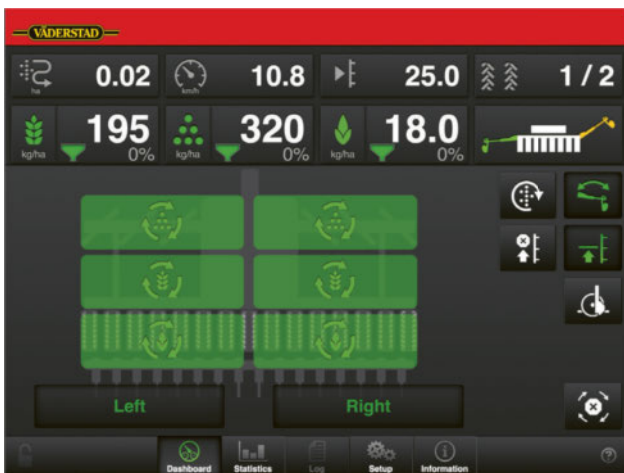 VÄDERSTAD
0.02 10.8 25.0 1 / 2
ha km/h
195 320 18.0
kg/ha 0% kg/ha 0% kg/ha 0%
Left Right
Dashboard Statistics Log Setup Information